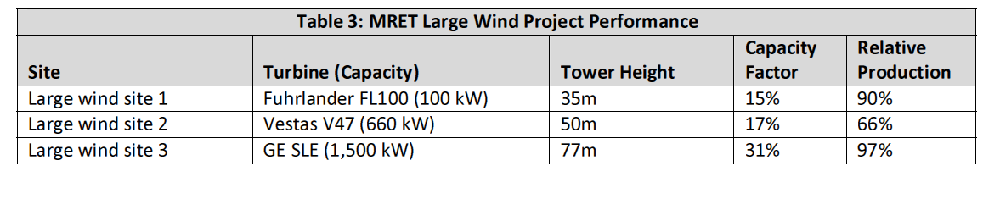 Table 3: MRET Large Wind Project Performance
Site Turbine (Capacity) Tower Height Capacity Factor Relative Production
Large wind site 1 Fuhrlander FL100 (100 kW) 35m 15% 90%
Large wind site 2 Vestas V47 (660 kW) 50m 17% 66%
Large wind site 3 GE SLE (1,500 kW) 77m 31% 97%